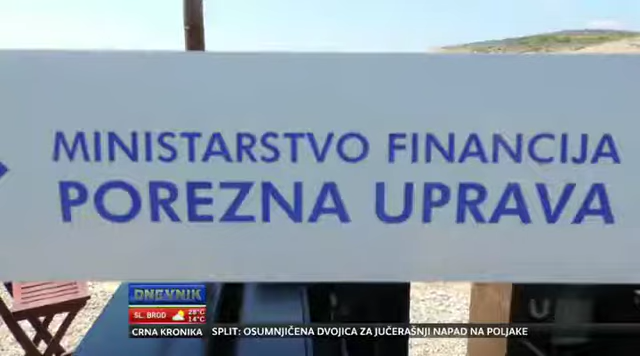 MINISTARSTVO FINANCIJA
POREZNA UPRAVA
DNEVNIK
SL. BROD 28°C
14°C
CRNA KRONIKA SPLIT: OSUMNJIČENA DVOJICA ZA JUČERAŠNJI NAPAD NA POLJAKE